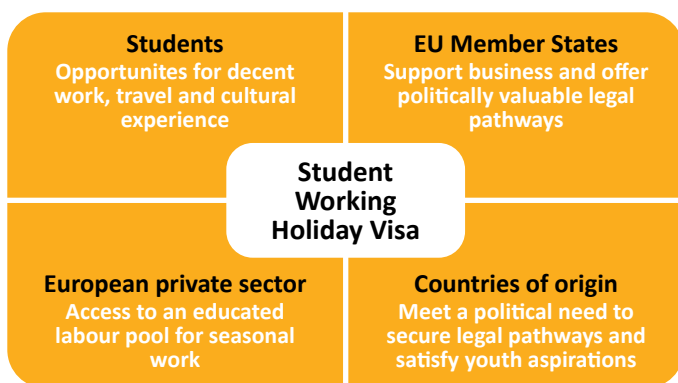 Students
Opportunites for decent
work, travel and cultural
experience
EU Member States
Support business and offer
politically valuable legal
pathways
Student
Working
Holiday Visa
European private sector
Access to an educated
labour pool for seasonal
work
Countries of origin
Meet a political need to
secure legal pathways and
satisfy youth aspirations